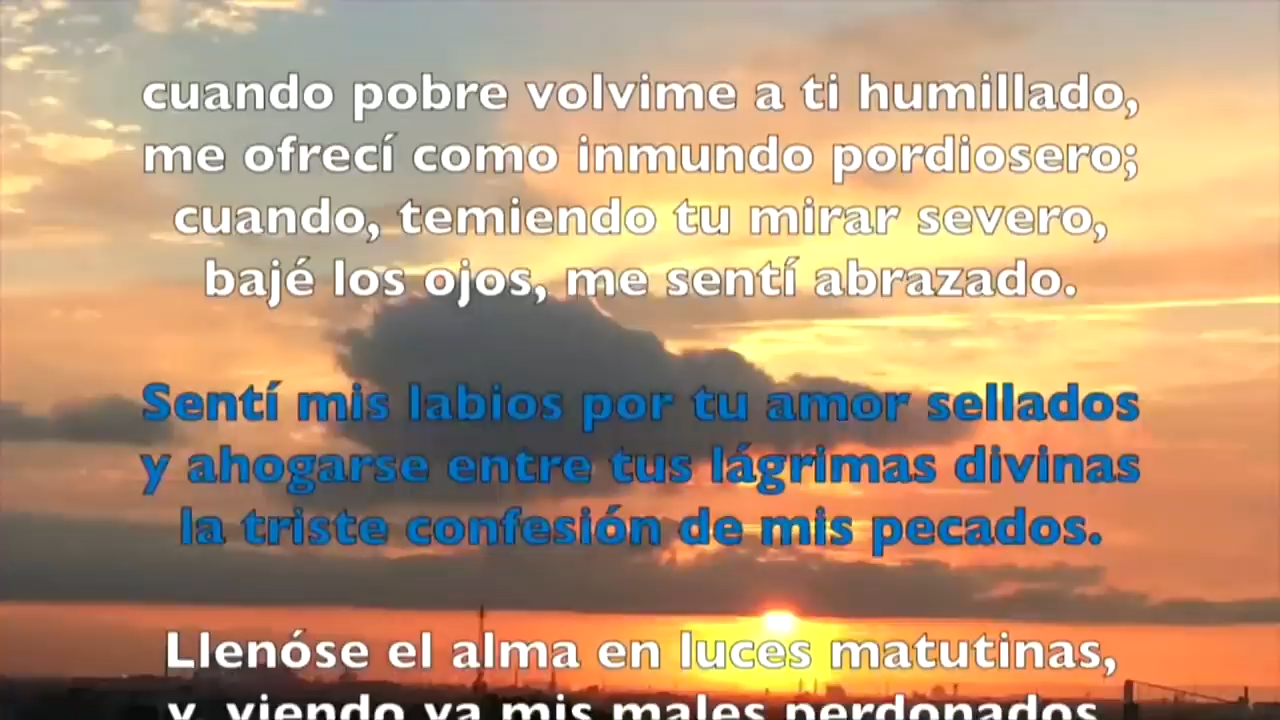 cuando pobre volvime a ti humillado,
me ofrecí como inmundo pordiosero;
cuando, temiendo tu mirar severo,
bajé los ojos, me sentí abrazado.
Sentí mis labios por tu amor sellados
y ahogarse entre tus lágrimas divinas
la triste confesión de mis pecados.
Llenóse el alma en luces matutinas,
y, viendo ya mis males perdonados,